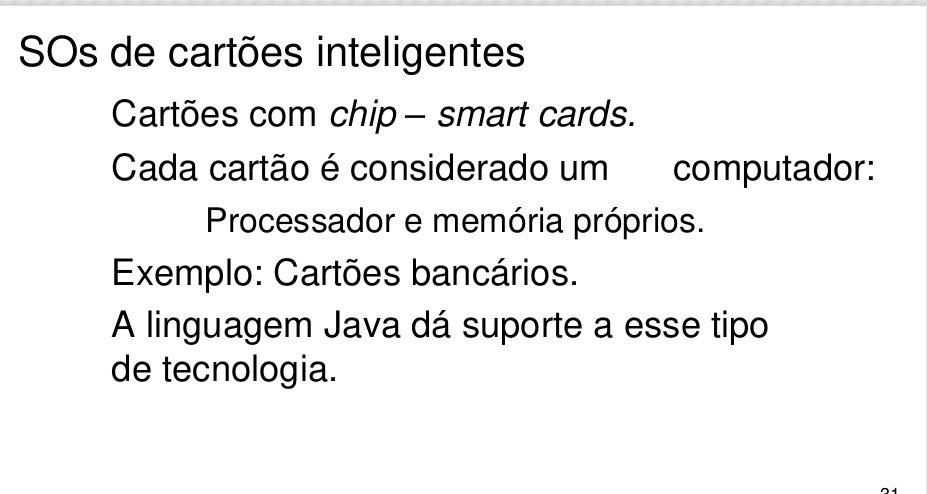 SOs de cartões inteligentes
Cartões com chip – smart cards.
Cada cartão é considerado um computador:
Processador e memória próprios.
Exemplo: Cartões bancários.
A linguagem Java dá suporte a esse tipo
de tecnologia.